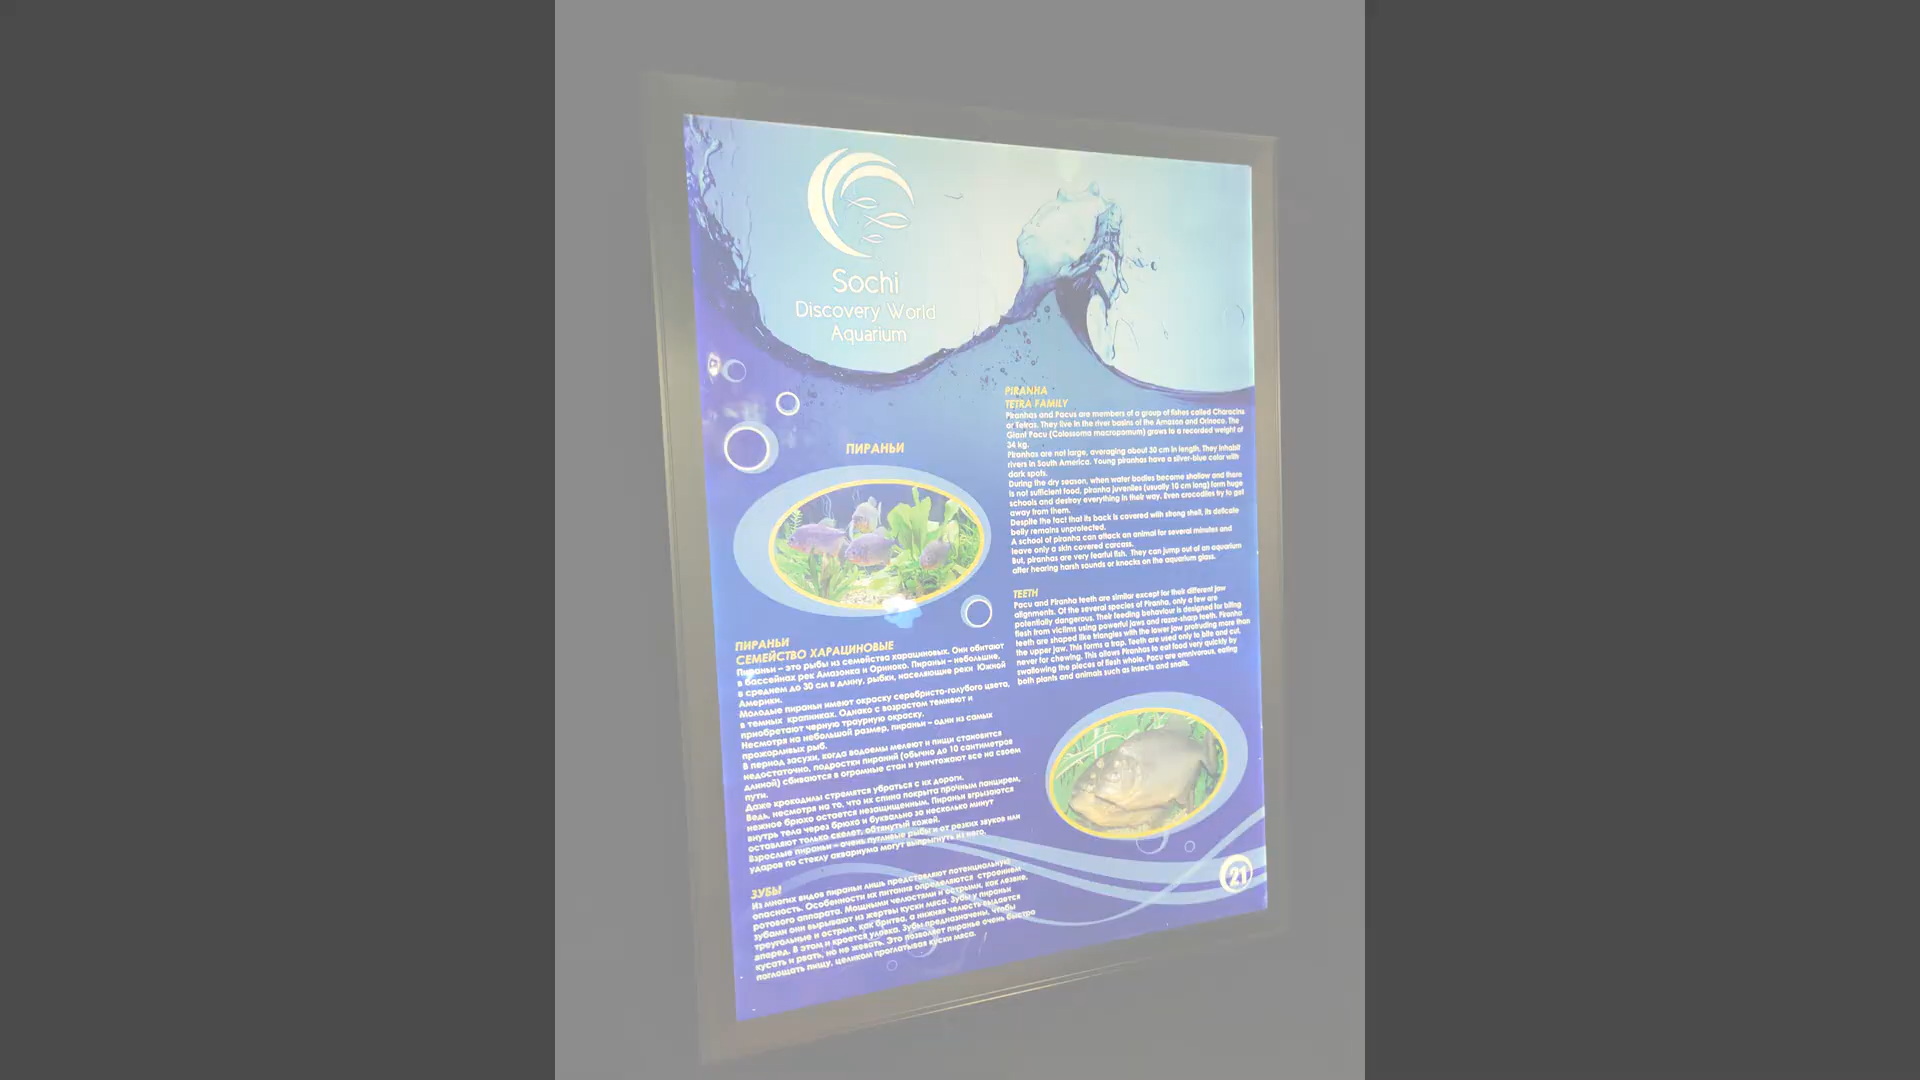 Sochi
Discovery World
Aquarium
ПИРАНЬИ
ПИРАНЬИ
СЕМЕЙСТВО ХАРАЦИНОВЫЕ
Пираньи – это рыбы из семейства харациновых. Они обитают
в бассейнах рек Амазонка и Ориноко. Пираньи – небольшие,
в среднем до 30 см в длину, рыбки, населяющие реки Южной
Америки.
Молодые пираньи имеют окраску серебристо-голубого цвета,
в темных крапинках. Однако с возрастом темнеют и
приобретают черную траурную окраску.
Несмотря на небольшой размер, пираньи – одни из самых
прожорливых рыб.
В период засухи, когда водоемы мелеют и пищи становится
недостаточно, подростки пираний (обычно до 10 сантиметров
длиной) сбиваются в огромные стаи и уничтожают все на своем
пути.
Даже крокодилы стремятся убраться с их дороги.
Ведь, несмотря на то, что их спина покрыта прочным панцирем,
нежное брюхо остается незащищенным. Пираньи вгрызаются
внутрь тела через брюхо и буквально за несколько минут
оставляют только скелет, обтянутый кожей.
Взрослые пираньи – очень пугливые рыбы и от резких звуков или
ударов по стеклу аквариума могут выпрыгнуть из него.
ЗУБЫ
Из многих видов пираньи лишь представляют потенциальную
опасность. Особенности их питания определяются строением
ротового аппарата. Мощными челюстями и острыми, как лезвие,
зубами они вырывают из жертвы куски мяса. Зубы у пираньи
треугольные и острые, как бритва, а нижняя челюсть выдается
вперед. В этом и кроется уловка. Зубы предназначены, чтобы
кусать и рвать, но не жевать. Это позволяет пиранье очень быстро
поглощать пищу, целиком проглатывая куски мяса.
PIRANHA
TETRA FAMILY
Piranhas and Pacus are members of a group of fishes called Characins
or Tetras. They live in the river basins of the Amazon and Orinoco. The
Giant Pacu (Colossoma macropamum) grows to a recorded weight of
34 kg.
Piranhas are not large, averaging about 30 cm in length. They inhabit
rivers in South America. Young piranhas have a silver-blue color with
dark spots.
During the dry season, when water bodies become shallow and there
is not sufficient food, piranha juveniles (usually 10 cm long) form huge
schools and destroy everything in their way. Even crocodiles try to get
away from them.
Despite the fact that its back is covered with strong shell, its delicate
belly remains unprotected.
A school of piranha can attack an animal for several minutes and
leave only a skin covered carcass.
But, piranhas are very fearful fish. They can jump out of an aquarium
after hearing harsh sounds or knocks on the aquarium glass.
TEETH
Pacu and Piranha teeth are similar except for their different jaw
alignments. Of the several species of Piranha, only a few are
potentially dangerous. Their feeding behaviour is designed for biting
flesh from victims using powerful jaws and razor-sharp teeth. Piranha
teeth are shaped like triangles with the lower jaw protruding more than
the upper jaw. This forms a trap. Teeth are used only to bite and cut,
never for chewing. This allows Piranhas to eat food very quickly by
swallowing the pieces of flesh whole. Pacu are omnivorous, eating
both plants and animals such as insects and snails.
21